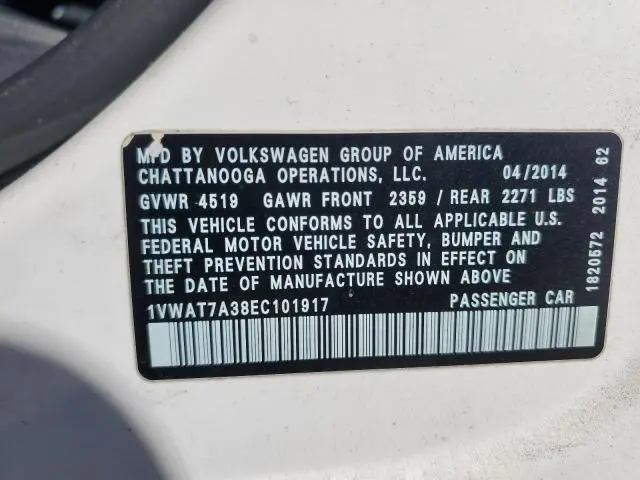 MFD BY VOLKSWAGEN GROUP OF AMERICA
CHATTANOOGA OPERATIONS, LLC. 04/2014
GVWR 4519 GAWR FRONT 2359 / REAR 2271 LBS
THIS VEHICLE CONFORMS TO ALL APPLICABLE U.S.
FEDERAL MOTOR VEHICLE SAFETY, BUMPER AND
THEFT PREVENTION STANDARDS IN EFFECT ON
THE DATE OF MANUFACTURE SHOWN ABOVE
1VWAT7A38EC101917 PASSENGER CAR
1820572 2014 62